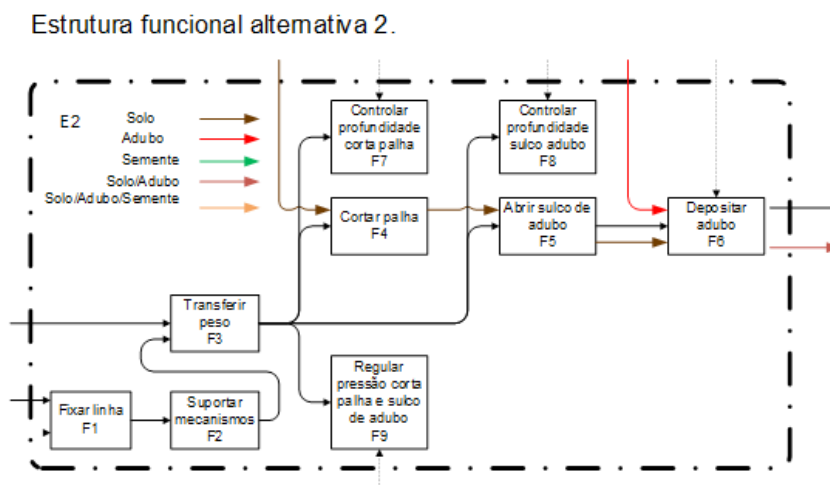 Estrutura funcional alternativa 2.
E2
Solo
Adubo
Semente
Solo/Adubo
Solo/Adubo/Semente
Controlar
profundidade
corta palha
F7
Controlar
profundidade
sulco adubo
F8
Cortar palha
F4
Abrir sulco de
adubo
F5
Depositar
adubo
F6
Transferir
peso
F3
Fixar linha
F1
Suportar
mecanismos
F2
Regular
pressão corta
palha e sulco
de adubo
F9